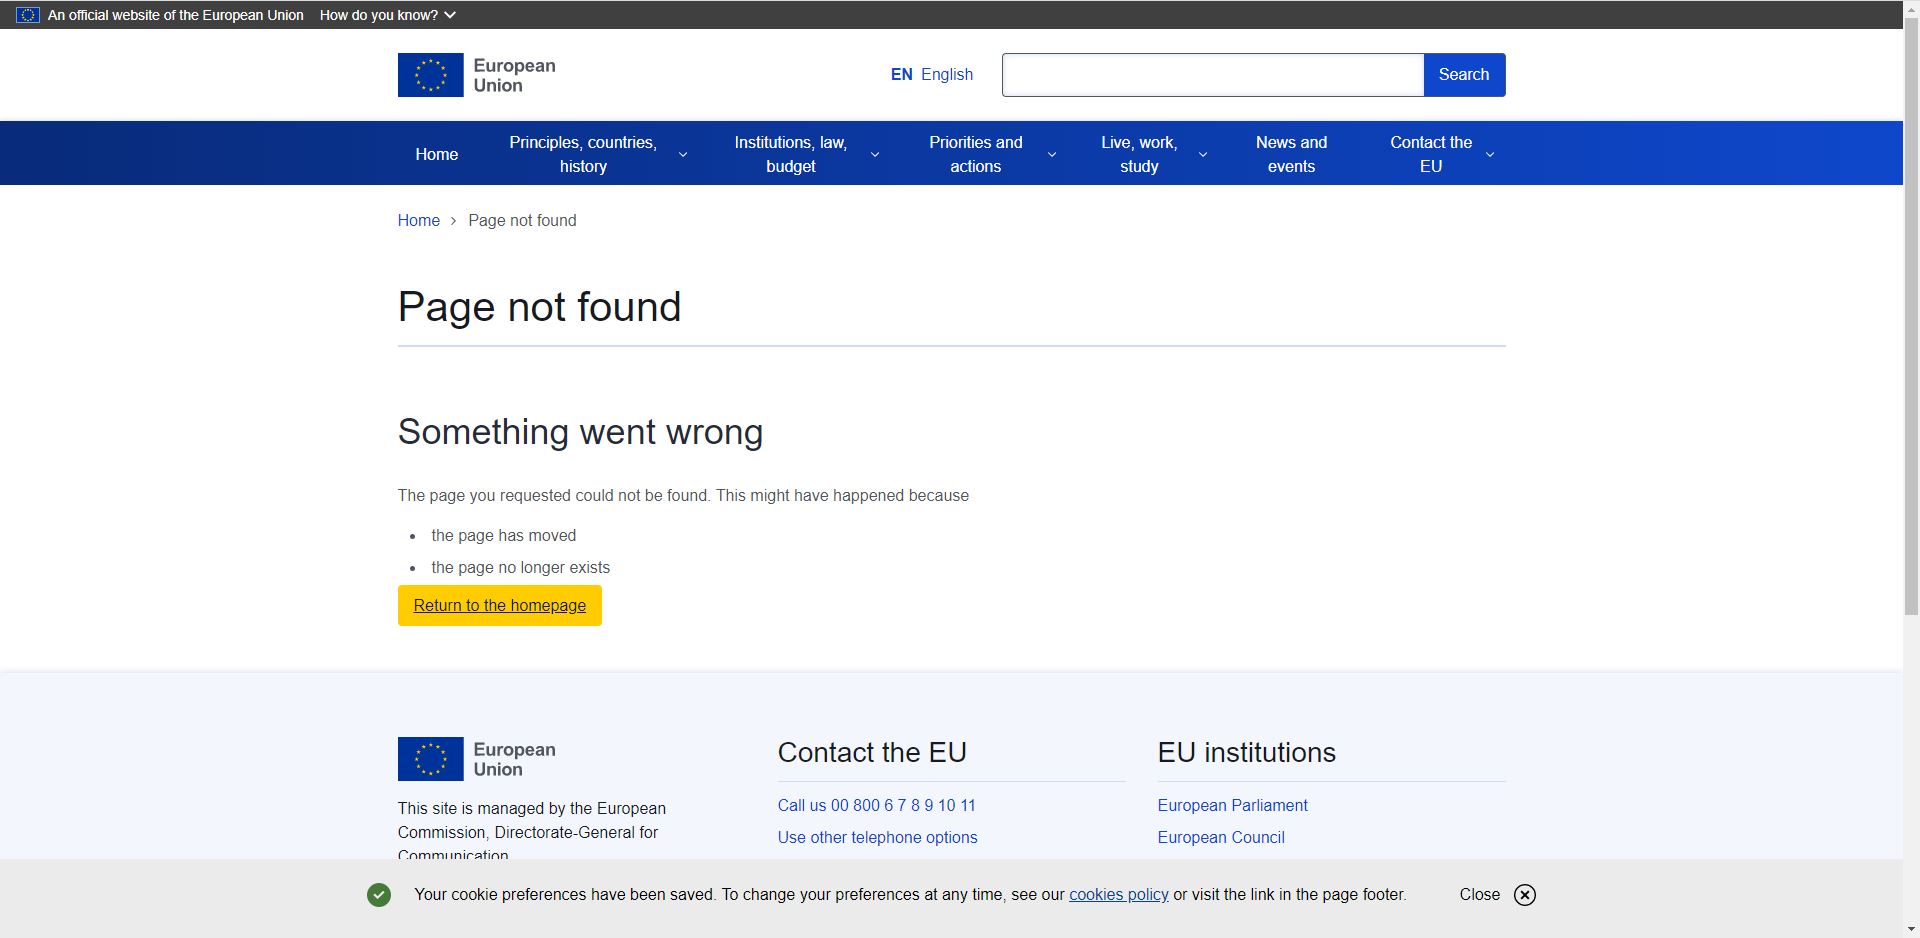 An official website of the European Union How do you know?
European
Union
EN English
Search
Home
Principles, countries,
history
Institutions, law,
budget
Priorities and
actions
Live, work,
study
News and
events
Contact the
EU
Home > Page not found
Page not found
Something went wrong
The page you requested could not be found. This might have happened because
• the page has moved
• the page no longer exists
Return to the homepage
European
Union
This site is managed by the European
Commission, Directorate-General for
Communication
Contact the EU
Call us 00 800 6 7 8 9 10 11
Use other telephone options
EU institutions
European Parliament
European Council
Your cookie preferences have been saved. To change your preferences at any time, see our cookies policy or visit the link in the page footer.
Close